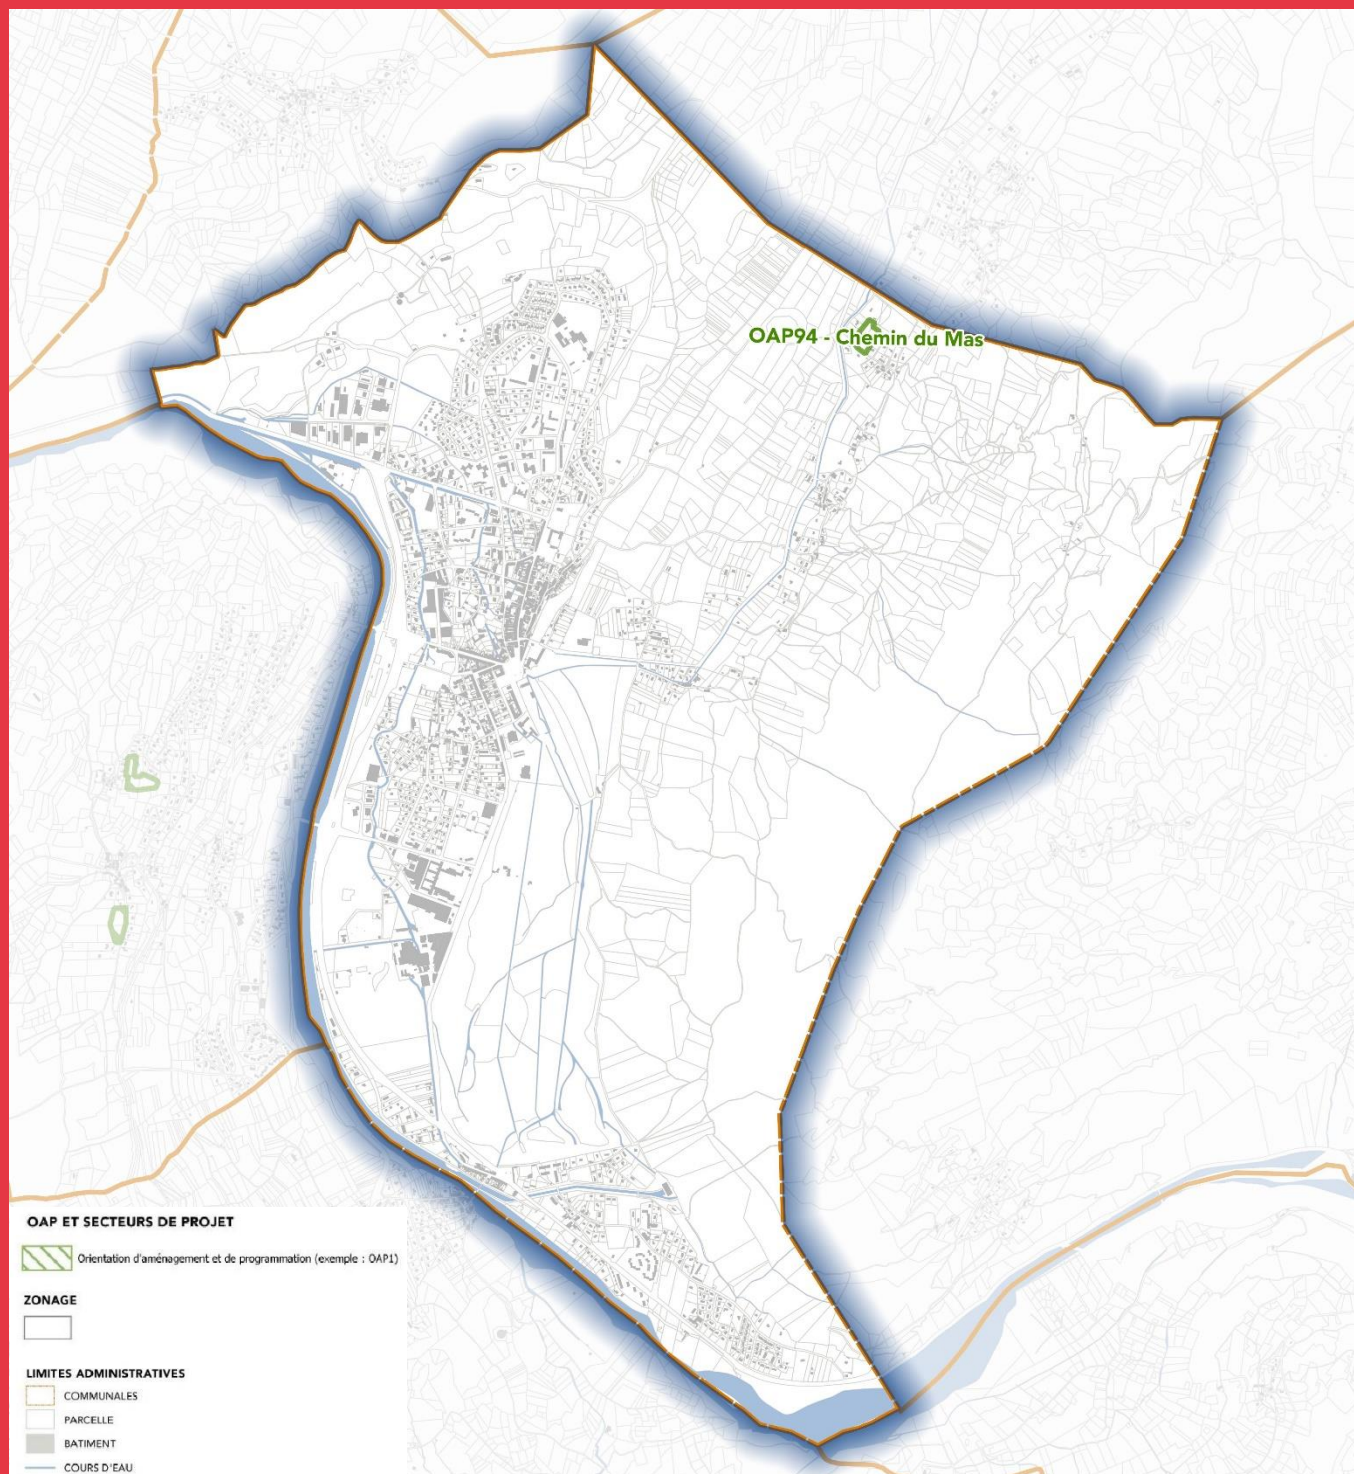 OAP94 - Chemin du Mas
OAP ET SECTEURS DE PROJET
Orientation d'aménagement et de programmation (exemple : OAP1)
ZONAGE
LIMITES ADMINISTRATIVES
COMMUNALES
PARCELLE
BATIMENT
COURS D'EAU